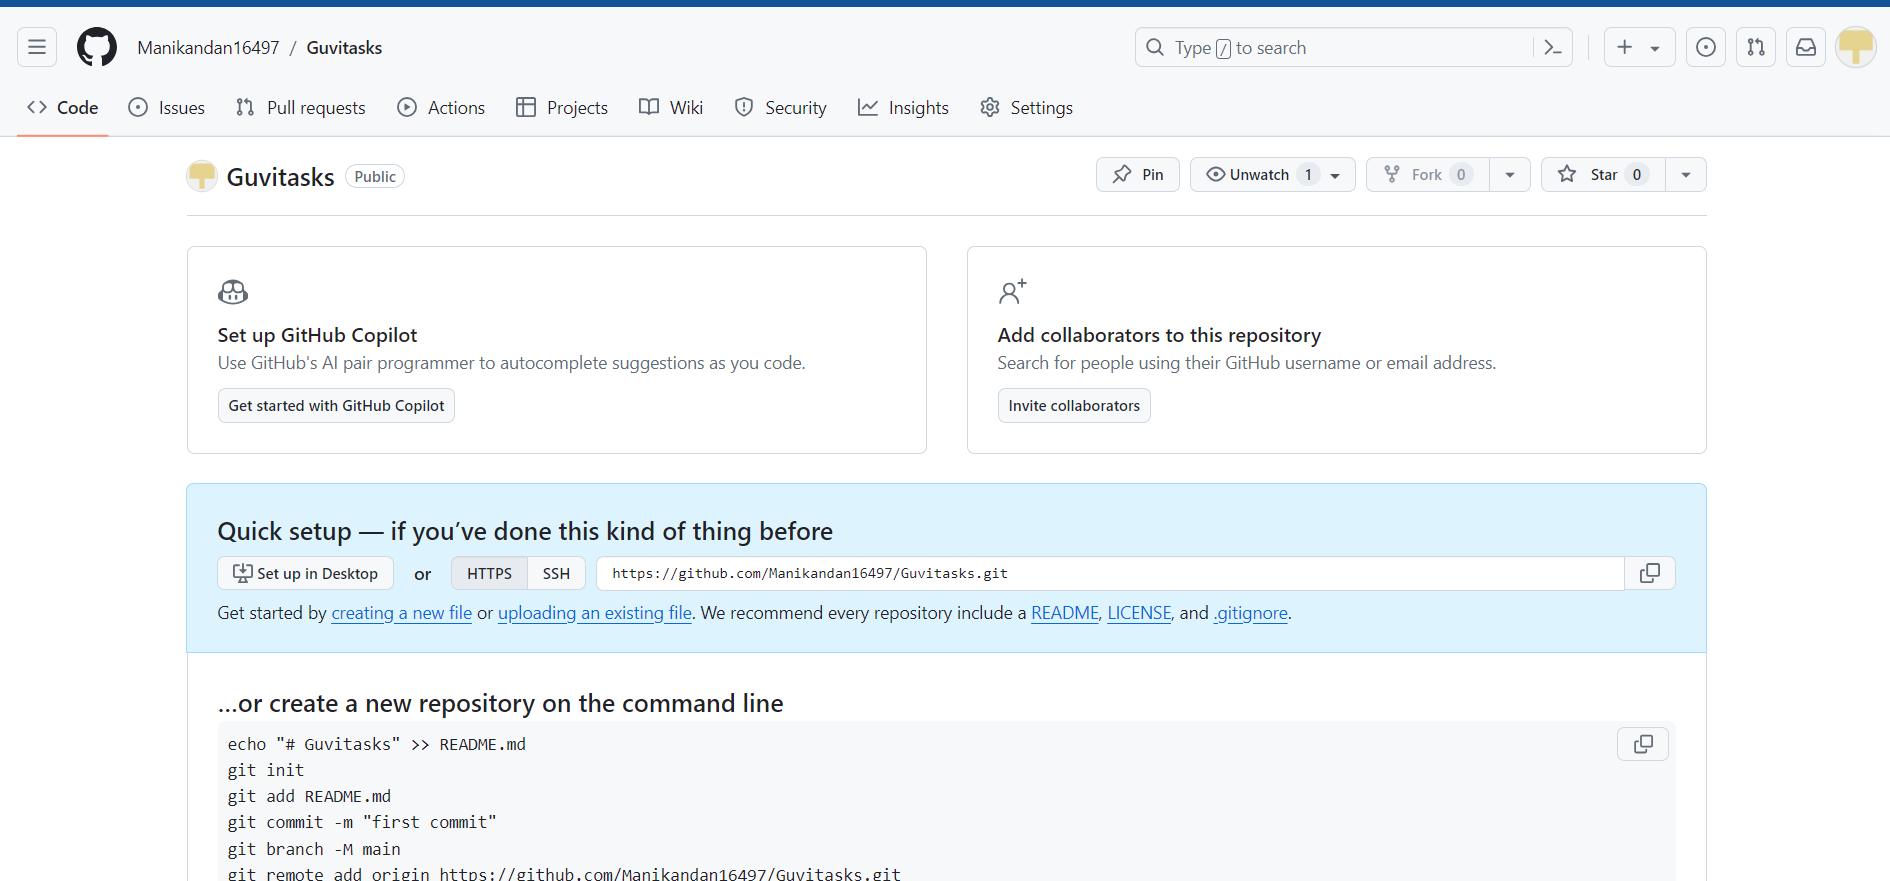 Manikandan16497 / Guvitasks
Type / to search
Code Issues Pull requests Actions Projects Wiki Security Insights Settings
Guvitasks Public
Pin Unwatch 1 Fork 0 Star 0
Set up GitHub Copilot
Use GitHub's AI pair programmer to autocomplete suggestions as you code.
Get started with GitHub Copilot
Add collaborators to this repository
Search for people using their GitHub username or email address.
Invite collaborators
Quick setup — if you’ve done this kind of thing before
Set up in Desktop or HTTPS SSH https://github.com/Manikandan16497/Guvitasks.git
Get started by creating a new file or uploading an existing file. We recommend every repository include a README, LICENSE, and .gitignore.
…or create a new repository on the command line
echo "# Guvitasks" >> README.md
git init
git add README.md
git commit -m "first commit"
git branch -M main
git remote add origin https://github.com/Manikandan16497/Guvitasks.git